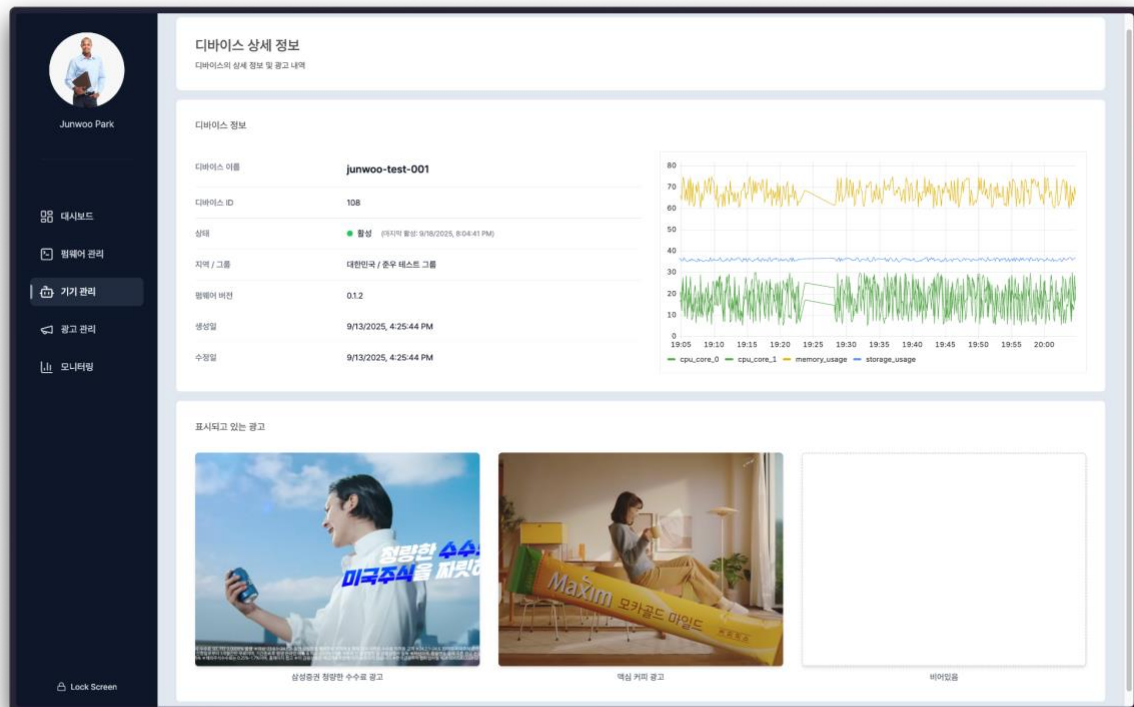 디바이스 상세 정보
디바이스의 상세 정보 및 광고 내역
Junwoo Park
대시보드
펌웨어 관리
기기 관리
광고 관리
모니터링
Lock Screen
디바이스 정보
디바이스 이름 junwoo-test-001
디바이스 ID 108
상태 활성 (마지막 활성: 9/18/2025, 8:04:41 PM)
지역 / 그룹 대한민국 / 준우 테스트 그룹
펌웨어 버전 0.1.2
생성일 9/13/2025, 4:25:44 PM
수정일 9/13/2025, 4:25:44 PM
80
70
60
50
40
30
20
10
0
19:05 19:10 19:15 19:20 19:25 19:30 19:35 19:40 19:45 19:50 19:55 20:00
cpu_core_0 cpu_core_1 memory_usage storage_usage
표시되고 있는 광고
청량한 수수
미국주식을 짜릿하
Maxim 모카골드 마일드
커피믹스
삼성증권 청량한 수수료 광고
맥심 커피 광고
비어있음